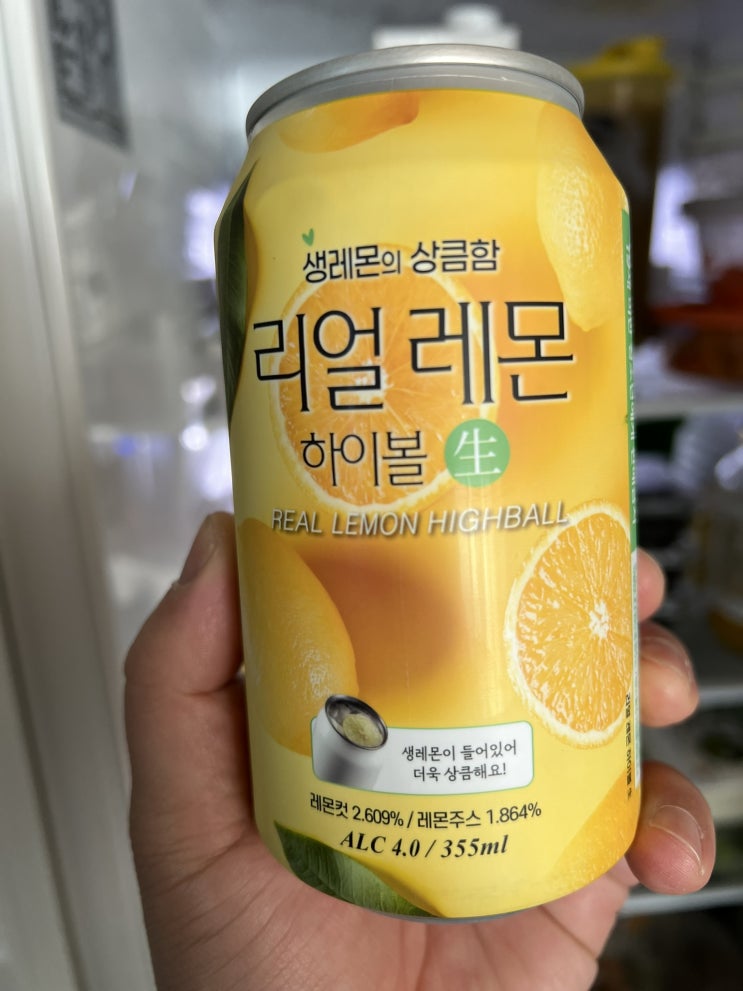 생레몬의 상큼함
리얼 레몬
하이볼 生
REAL LEMON HIGHBALL
생레몬이 들어있어
더욱 상큼해요!
레몬컷 2.609% / 레몬주스 1.864%
ALC 4.0 / 355ml